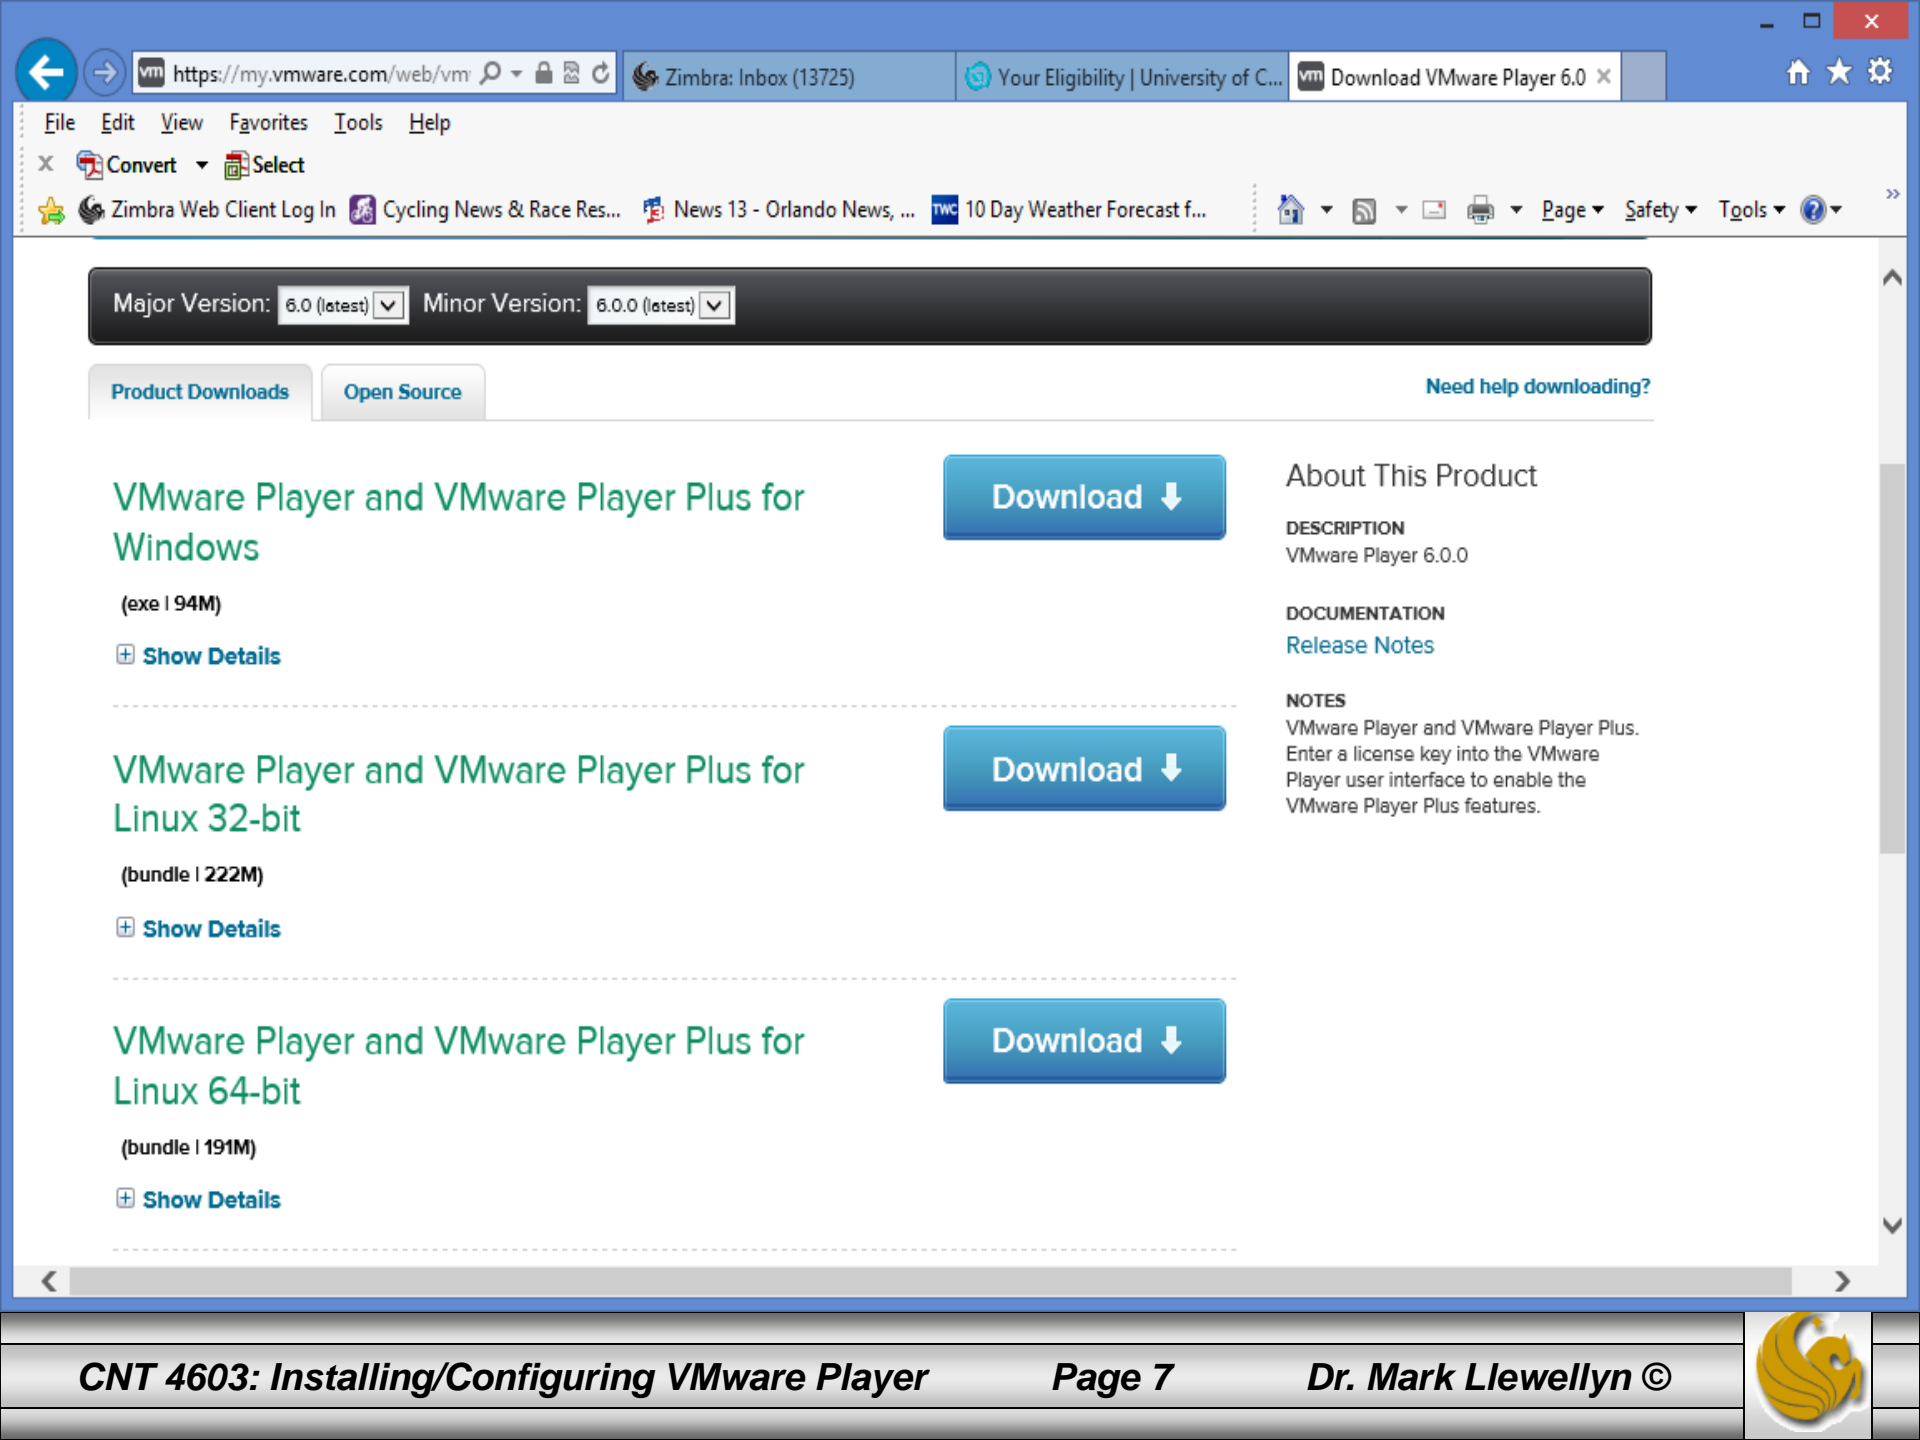 https://my.vmware.com/web/vm
Zimbra: Inbox (13725)
Your Eligibility | University of C...
Download VMware Player 6.0
File Edit View Favorites Tools Help
Convert Select
Zimbra Web Client Log In
Cycling News & Race Res...
News 13 - Orlando News, ...
TWC 10 Day Weather Forecast f...
Page Safety Tools
Major Version: 6.0 (latest) Minor Version: 6.0.0 (latest)
Product Downloads Open Source Need help downloading?
VMware Player and VMware Player Plus for
Windows
(exe | 94M)
Show Details
Download
VMware Player and VMware Player Plus for
Linux 32-bit
(bundle | 222M)
Show Details
Download
VMware Player and VMware Player Plus for
Linux 64-bit
(bundle | 191M)
Show Details
Download
About This Product
DESCRIPTION
VMware Player 6.0.0
DOCUMENTATION
Release Notes
NOTES
VMware Player and VMware Player Plus.
Enter a license key into the VMware
Player user interface to enable the
VMware Player Plus features.
CNT 4603: Installing/Configuring VMware Player Page 7 Dr. Mark Llewellyn ©